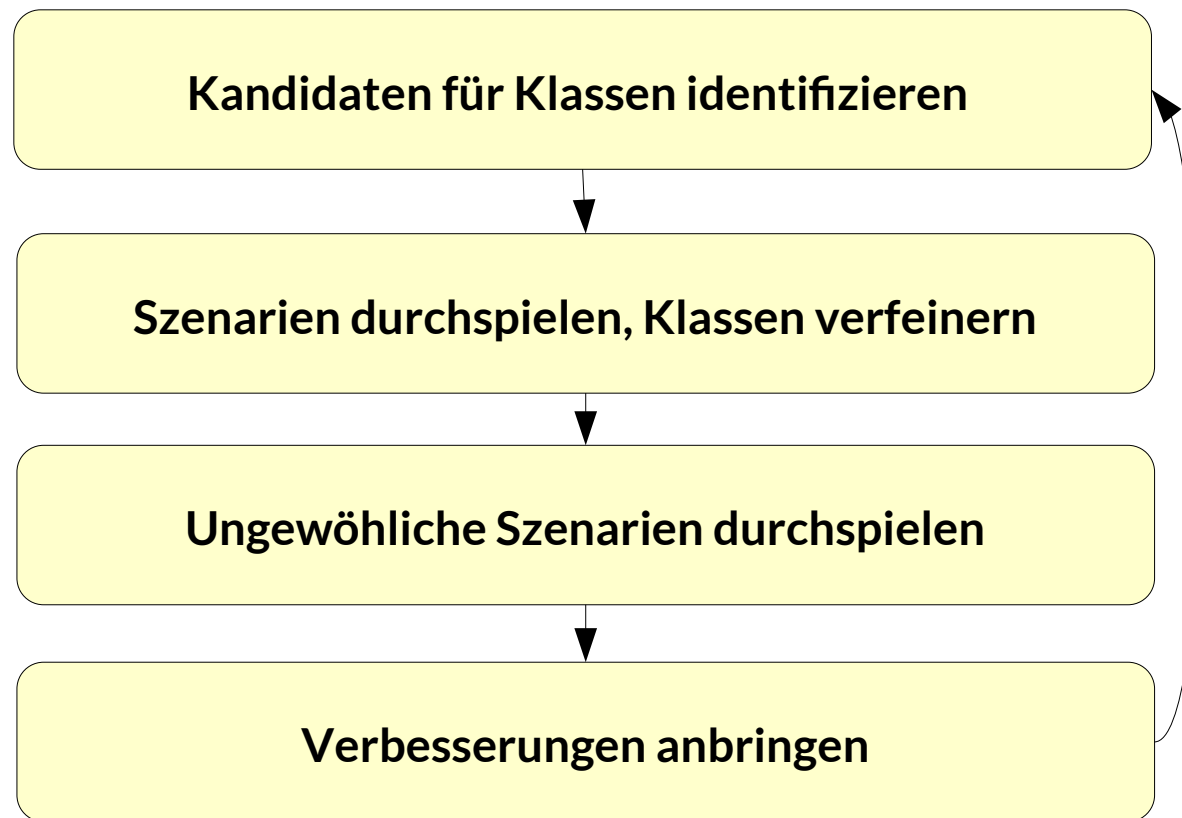 Kandidaten für Klassen identifizieren
Szenarien durchspielen, Klassen verfeinern
Ungewöhliche Szenarien durchspielen
Verbesserungen anbringen